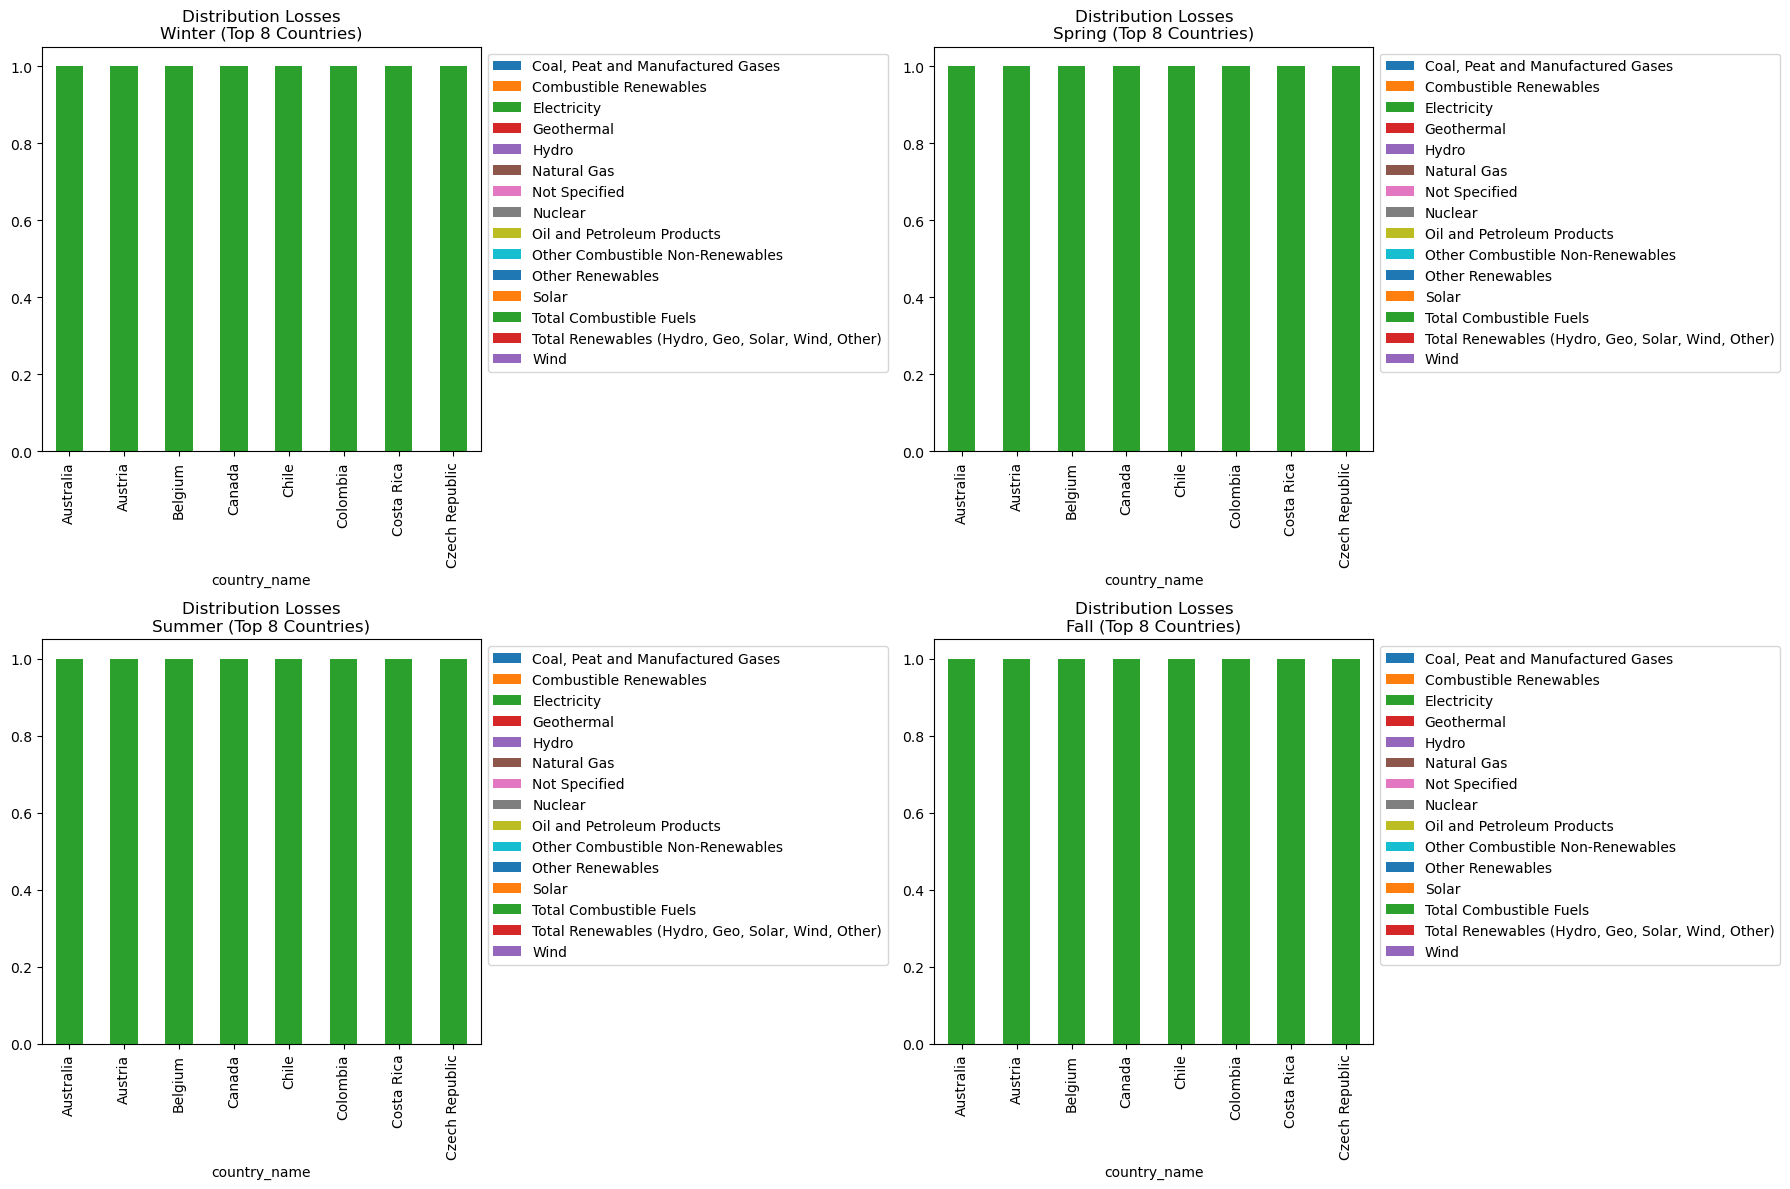 Distribution Losses
Winter (Top 8 Countries)
1.0
0.8
0.6
0.4
0.2
0.0
Australia
Austria
Belgium
Canada
Chile
Colombia
Costa Rica
Czech Republic
country_name
Coal, Peat and Manufactured Gases
Combustible Renewables
Electricity
Geothermal
Hydro
Natural Gas
Not Specified
Nuclear
Oil and Petroleum Products
Other Combustible Non-Renewables
Other Renewables
Solar
Total Combustible Fuels
Total Renewables (Hydro, Geo, Solar, Wind, Other)
Wind
Distribution Losses
Spring (Top 8 Countries)
1.0
0.8
0.6
0.4
0.2
0.0
Australia
Austria
Belgium
Canada
Chile
Colombia
Costa Rica
Czech Republic
country_name
Coal, Peat and Manufactured Gases
Combustible Renewables
Electricity
Geothermal
Hydro
Natural Gas
Not Specified
Nuclear
Oil and Petroleum Products
Other Combustible Non-Renewables
Other Renewables
Solar
Total Combustible Fuels
Total Renewables (Hydro, Geo, Solar, Wind, Other)
Wind
Distribution Losses
Summer (Top 8 Countries)
1.0
0.8
0.6
0.4
0.2
0.0
Australia
Austria
Belgium
Canada
Chile
Colombia
Costa Rica
Czech Republic
country_name
Coal, Peat and Manufactured Gases
Combustible Renewables
Electricity
Geothermal
Hydro
Natural Gas
Not Specified
Nuclear
Oil and Petroleum Products
Other Combustible Non-Renewables
Other Renewables
Solar
Total Combustible Fuels
Total Renewables (Hydro, Geo, Solar, Wind, Other)
Wind
Distribution Losses
Fall (Top 8 Countries)
1.0
0.8
0.6
0.4
0.2
0.0
Australia
Austria
Belgium
Canada
Chile
Colombia
Costa Rica
Czech Republic
country_name
Coal, Peat and Manufactured Gases
Combustible Renewables
Electricity
Geothermal
Hydro
Natural Gas
Not Specified
Nuclear
Oil and Petroleum Products
Other Combustible Non-Renewables
Other Renewables
Solar
Total Combustible Fuels
Total Renewables (Hydro, Geo, Solar, Wind, Other)
Wind